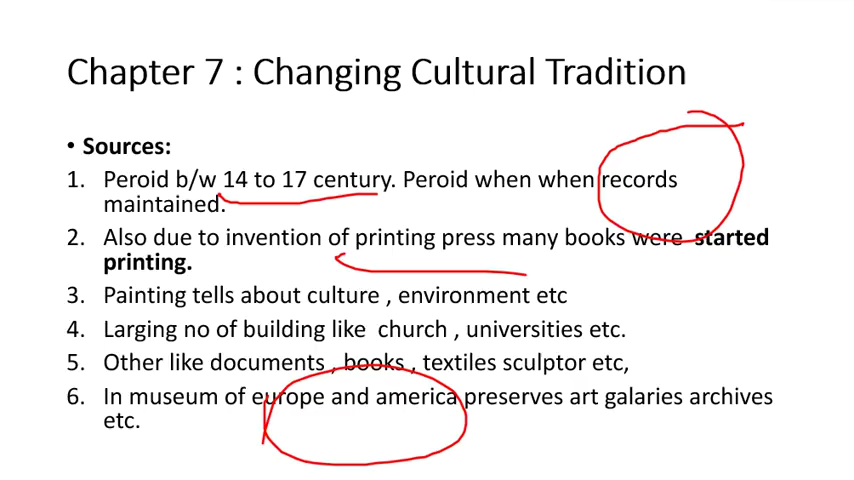 Chapter 7 : Changing Cultural Tradition
• Sources:
1. Peroid b/w 14 to 17 century. Peroid when when records
maintained.
2. Also due to invention of printing press many books were started
printing.
3. Painting tells about culture , environment etc
4. Larging no of building like church , universities etc.
5. Other like documents , books , textiles sculptor etc,
6. In museum of europe and america preserves art galaries archives
etc.